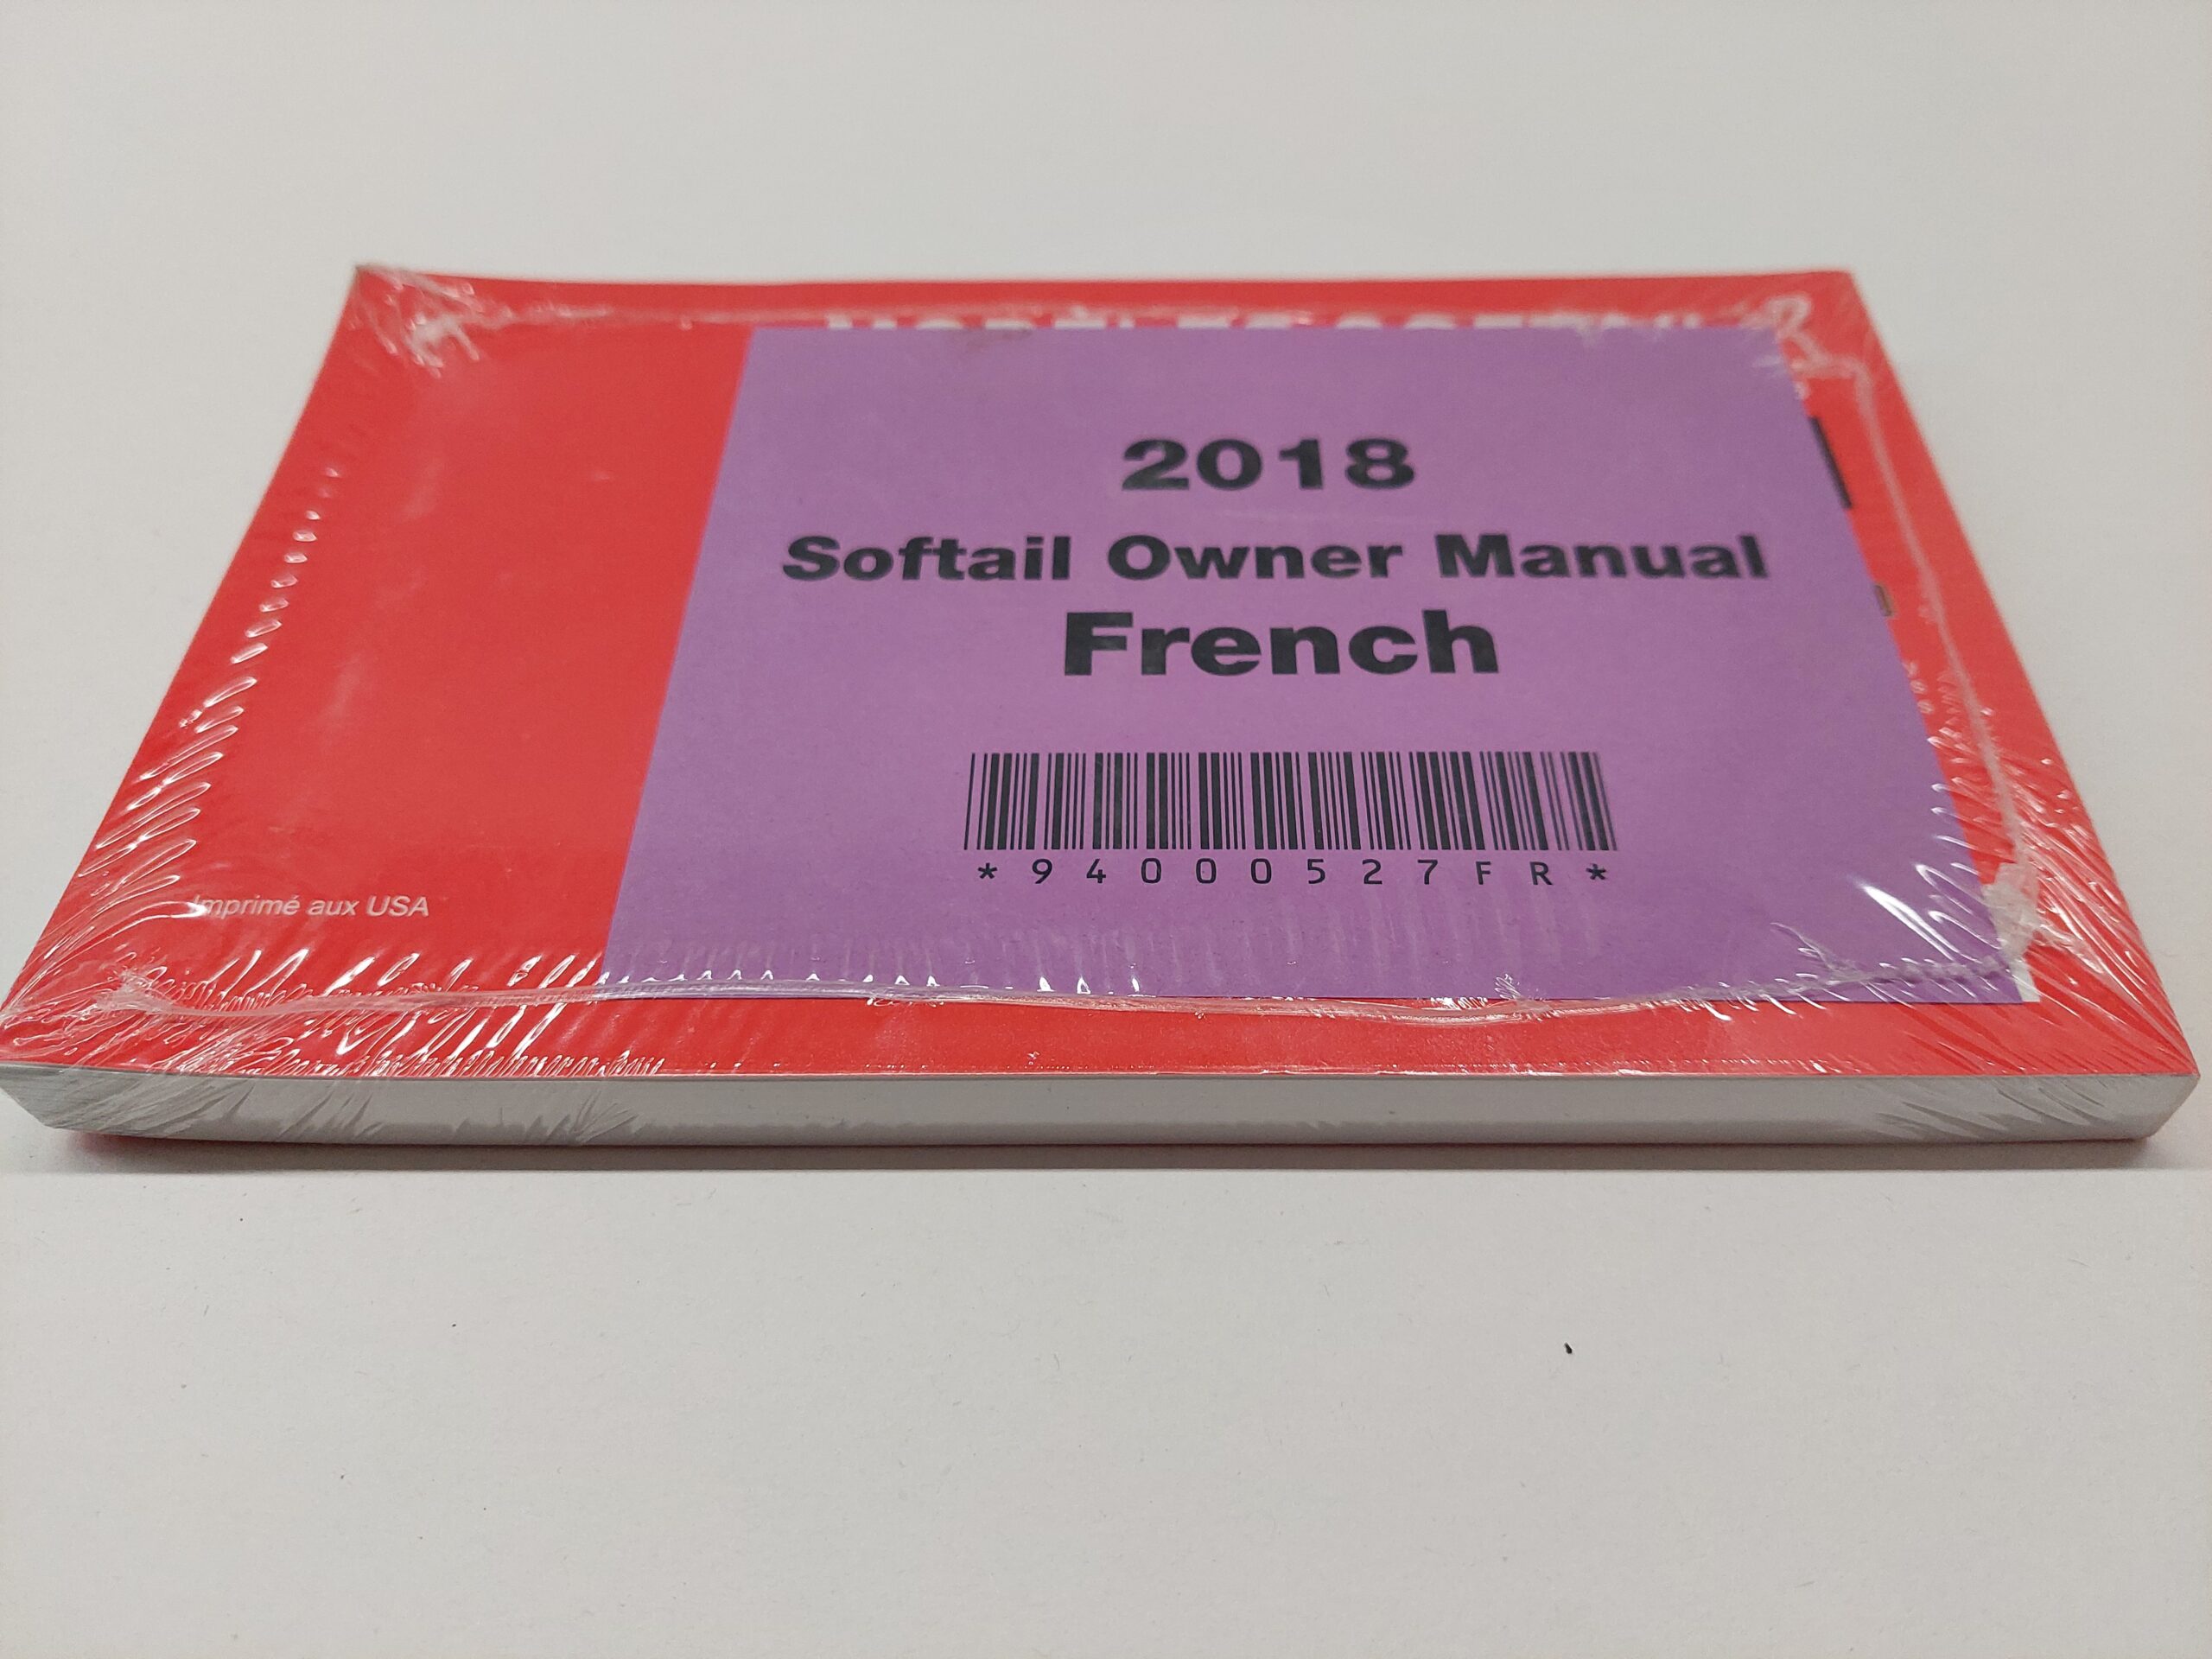 2018
Softail Owner Manual
French
*94000527FR*
Imprimé aux USA